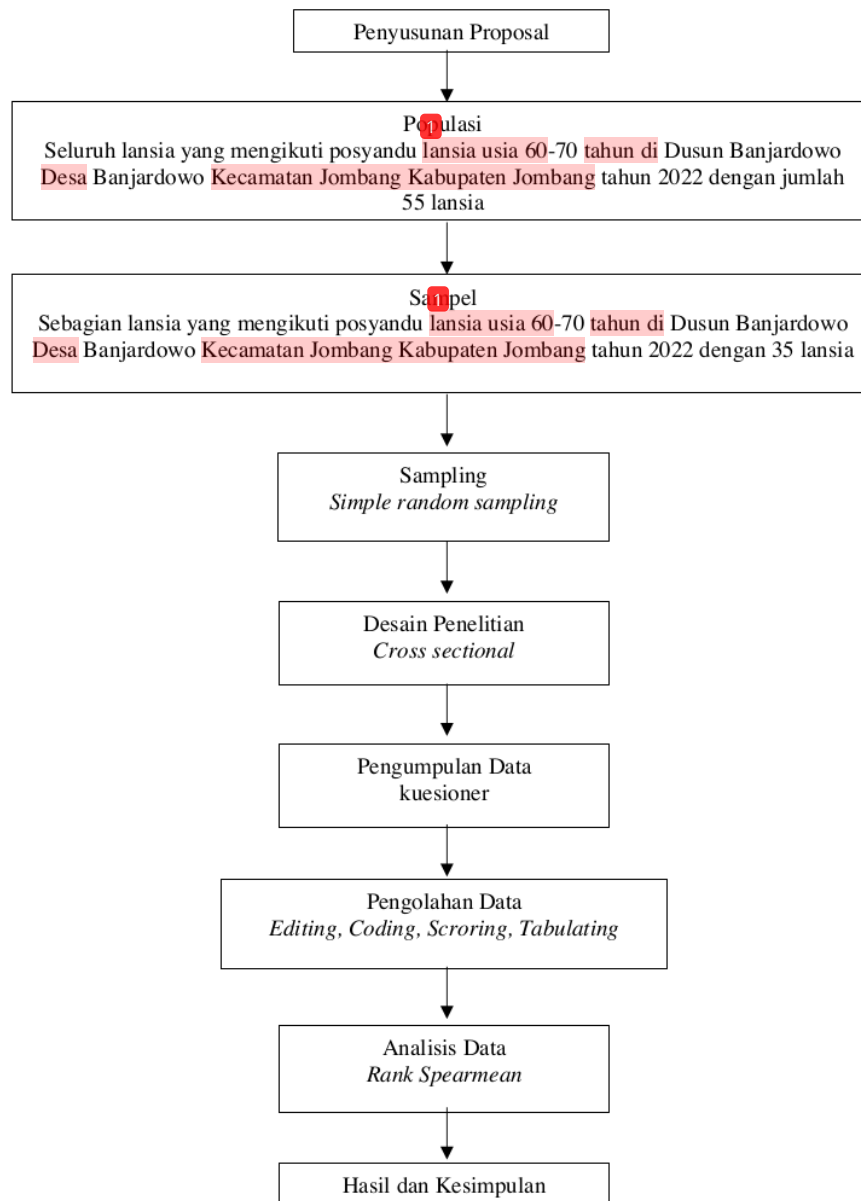 Penyusunan Proposal
Populasi
1
Seluruh lansia yang mengikuti posyandu lansia usia 60-70 tahun di Dusun Banjardowo
Desa Banjardowo Kecamatan Jombang Kabupaten Jombang tahun 2022 dengan jumlah
55 lansia
Sampel
1
Sebagian lansia yang mengikuti posyandu lansia usia 60-70 tahun di Dusun Banjardowo
Desa Banjardowo Kecamatan Jombang Kabupaten Jombang tahun 2022 dengan 35 lansia
Sampling
Simple random sampling
Desain Penelitian
Cross sectional
Pengumpulan Data
kuesioner
Pengolahan Data
Editing, Coding, Scroring, Tabulating
Analisis Data
Rank Spearmean
Hasil dan Kesimpulan